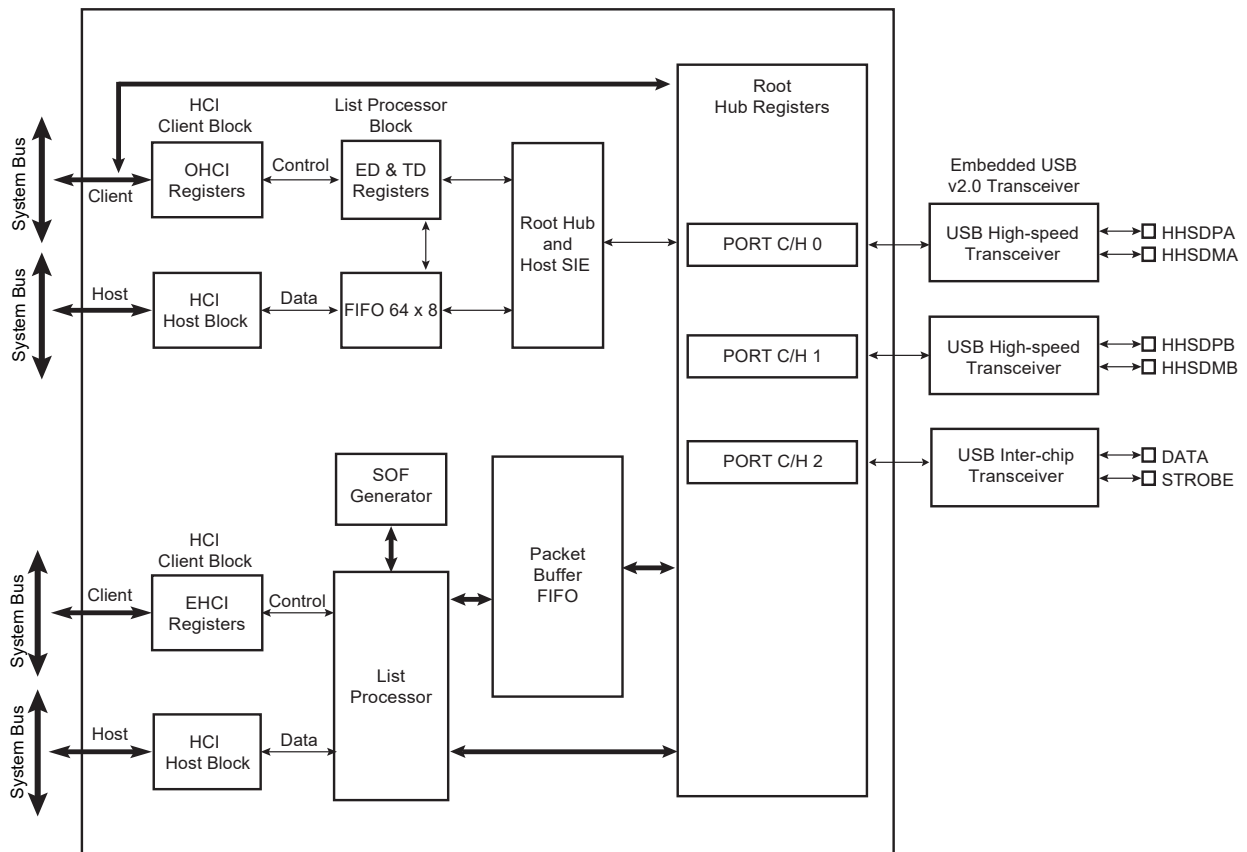 Root
Hub Registers
HCI
Client Block
List Processor
Block
System Bus
Client
OHCI
Registers
Control
ED & TD
Registers
Root Hub
and
Host SIE
PORT C/H 0
Embedded USB
v2.0 Transceiver
USB High-speed
Transceiver
HHSDPA
HHSDMA
System Bus
Host
HCI
Host Block
Data
FIFO 64 x 8
PORT C/H 1
USB High-speed
Transceiver
HHSDPB
HHSDMB
PORT C/H 2
USB Inter-chip
Transceiver
DATA
STROBE
SOF
Generator
Packet
Buffer
FIFO
HCI
Client Block
System Bus
Client
EHCI
Registers
Control
List
Processor
System Bus
Host
HCI
Host Block
Data